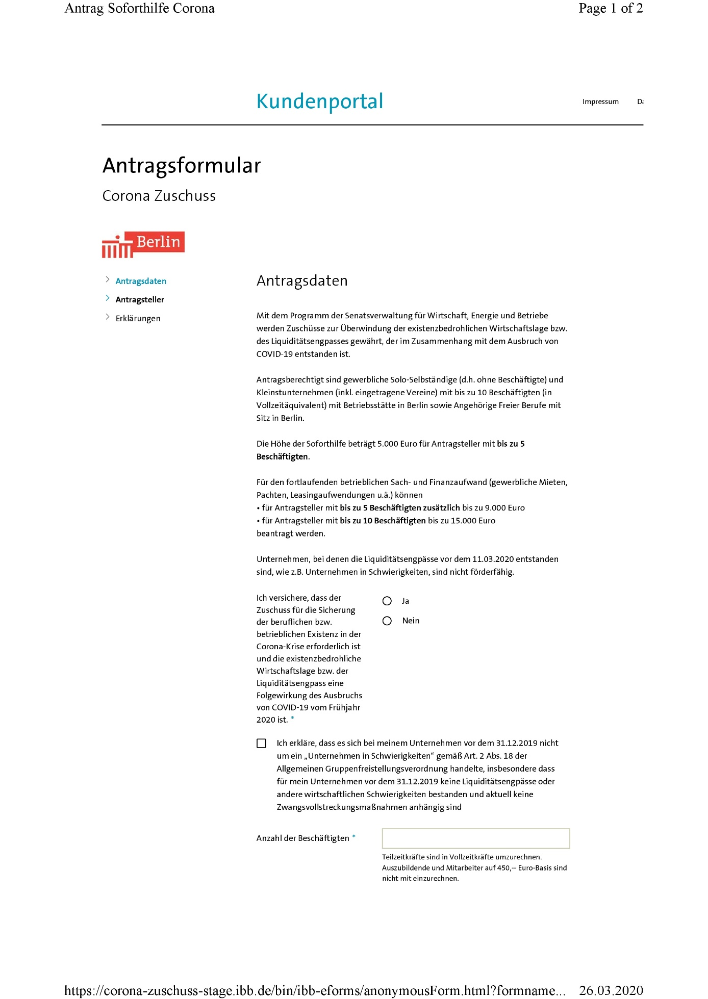 Antrag Soforthilfe Corona Page 1 of 2
Kundenportal Impressum
Antragsformular
Corona Zuschuss
Berlin
Antragsdaten
Antragsteller
Erklärungen
Antragsdaten
Mit dem Programm der Senatsverwaltung für Wirtschaft, Energie und Betriebe
werden Zuschüsse zur Überwindung der existenzbedrohlichen Wirtschaftslage bzw.
des Liquiditätsengpasses gewährt, der im Zusammenhang mit dem Ausbruch von
COVID-19 entstanden ist.
Antragsberechtigt sind gewerbliche Solo-Selbständige (d.h. ohne Beschäftigte) und
Kleinstunternehmen (inkl. eingetragene Vereine) mit bis zu 10 Beschäftigten (in
Vollzeitäquivalent) mit Betriebsstätte in Berlin sowie Angehörige Freier Berufe mit
Sitz in Berlin.
Die Höhe der Soforthilfe beträgt 5.000 Euro für Antragsteller mit bis zu 5
Beschäftigten.
Für den fortlaufenden betrieblichen Sach- und Finanzaufwand (gewerbliche Mieten,
Pachten, Leasingaufwendungen u.ä.) können
• für Antragsteller mit bis zu 5 Beschäftigten zusätzlich bis zu 9.000 Euro
• für Antragsteller mit bis zu 10 Beschäftigten bis zu 15.000 Euro
beantragt werden.
Unternehmen, bei denen die Liquiditätsengpässe vor dem 11.03.2020 entstanden
sind, wie z.B. Unternehmen in Schwierigkeiten, sind nicht förderfähig.
Ich versichere, dass der
Zuschuss für die Sicherung
der beruflichen bzw.
betrieblichen Existenz in der
Corona-Krise erforderlich ist
und die existenzbedrohliche
Wirtschaftslage bzw. der
Liquiditätsengpass eine
Folgewirkung des Ausbruchs
von COVID-19 vom Frühjahr
2020 ist. *
Ja
Nein
Ich erkläre, dass es sich bei meinem Unternehmen vor dem 31.12.2019 nicht
um ein „Unternehmen in Schwierigkeiten“ gemäß Art. 2 Abs. 18 der
Allgemeinen Gruppenfreistellungsverordnung handelte, insbesondere dass
für mein Unternehmen vor dem 31.12.2019 keine Liquiditätsengpässe oder
andere wirtschaftlichen Schwierigkeiten bestanden und aktuell keine
Zwangsvollstreckungsmaßnahmen anhängig sind
Anzahl der Beschäftigten *
Teilzeitkräfte sind in Vollzeitkräfte umzurechnen.
Auszubildende und Mitarbeiter auf 450,-- Euro-Basis sind
nicht mit einzurechnen.
https://corona-zuschuss-stage.ibb.de/bin/ibb-eforms/anonymousForm.html?formname... 26.03.2020